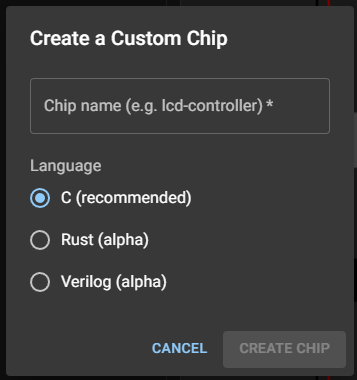 Create a Custom Chip
Chip name (e.g. lcd-controller) *
Language
C (recommended)
Rust (alpha)
Verilog (alpha)
CANCEL CREATE CHIP